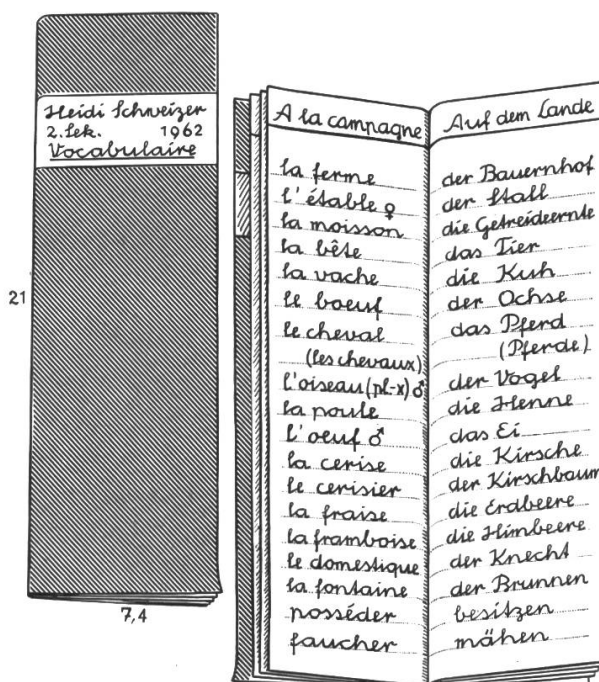 Heidi Schweizer
2. Sek. 1962
Vocabulaire
21
7,4
A la campagne
la ferme
l'étable ♀
la moisson
la bête
la vache
le boeuf
le cheval
(les chevaux)
l'oiseau (pl.-x) ♂
la poule
l'oeuf ♂
la cerise
le cerisier
la fraise
la framboise
le domestique
la fontaine
posséder
faucher
Auf dem Lande
der Bauernhof
der Stall
die Getreideernte
das Tier
die Kuh
der Ochse
das Pferd
(Pferde)
der Vogel
die Henne
das Ei
die Kirsche
der Kirschbaum
die Erdbeere
die Himbeere
der Knecht
der Brunnen
besitzen
mähen